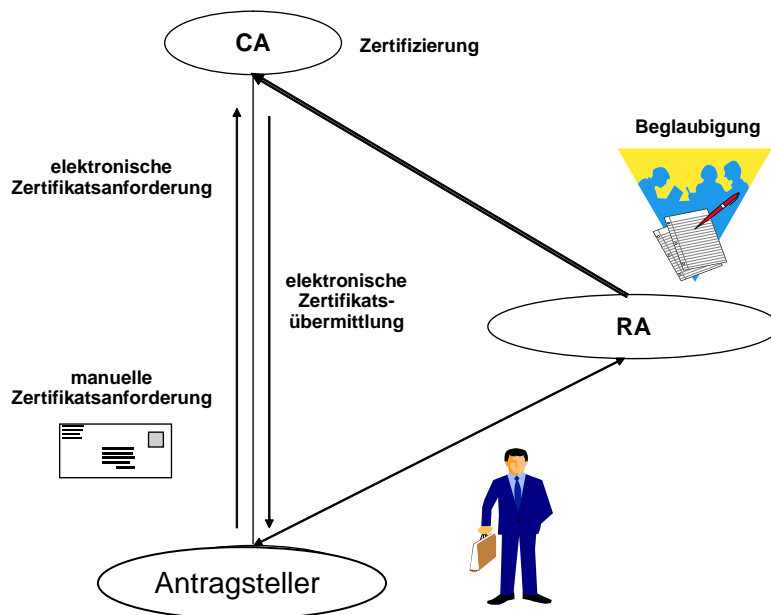 CA
Zertifizierung
Beglaubigung
elektronische
Zertifikatsanforderung
elektronische
Zertifikats-
übermittlung
RA
manuelle
Zertifikatsanforderung
Antragsteller